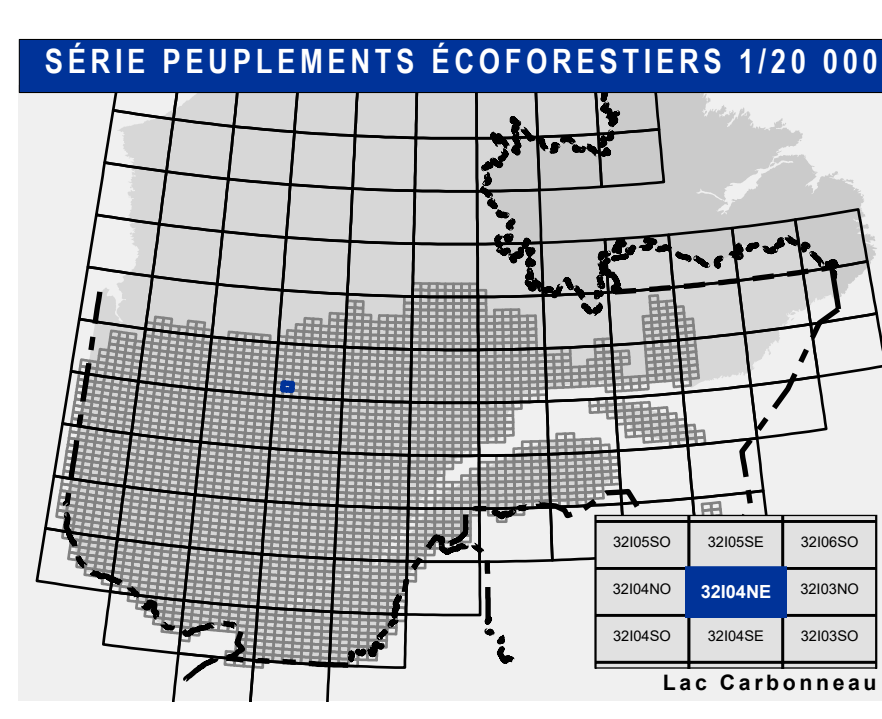 SÉRIE PEUPLEMENTS ÉCOFORESTIERS 1/20 000
32I05SO 32I05SE 32I06SO
32I04NO 32I04NE 32I03NO
32I04SO 32I04SE 32I03SO
Lac Carbonneau